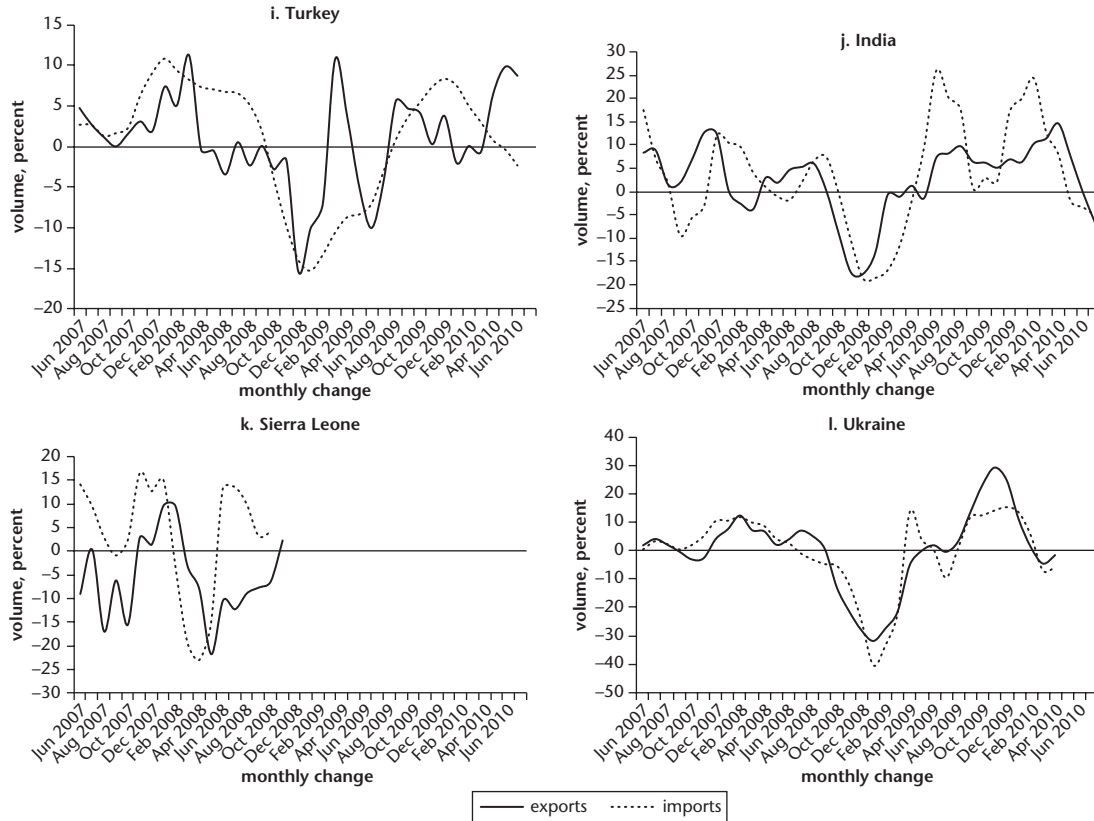 i. Turkey
volume, percent
15
10
5
0
−5
−10
−15
−20
Jun 2007
Aug 2007
Oct 2007
Dec 2007
Feb 2008
Apr 2008
Jun 2008
Aug 2008
Oct 2008
Dec 2008
Feb 2009
Apr 2009
Jun 2009
Aug 2009
Oct 2009
Dec 2009
Feb 2010
Apr 2010
Jun 2010
monthly change
j. India
volume, percent
30
25
20
15
10
5
0
−5
−10
−15
−20
−25
Jun 2007
Aug 2007
Oct 2007
Dec 2007
Feb 2008
Apr 2008
Jun 2008
Aug 2008
Oct 2008
Dec 2008
Feb 2009
Apr 2009
Jun 2009
Aug 2009
Oct 2009
Dec 2009
Feb 2010
Apr 2010
Jun 2010
monthly change
k. Sierra Leone
volume, percent
20
15
10
5
0
−5
−10
−15
−20
−25
−30
Jun 2007
Aug 2007
Oct 2007
Dec 2007
Feb 2008
Apr 2008
Jun 2008
Aug 2008
Oct 2008
Dec 2008
Feb 2009
Apr 2009
Jun 2009
Aug 2009
Oct 2009
Dec 2009
Feb 2010
Apr 2010
Jun 2010
monthly change
l. Ukraine
volume, percent
40
30
20
10
0
−10
−20
−30
−40
−50
Jun 2007
Aug 2007
Oct 2007
Dec 2007
Feb 2008
Apr 2008
Jun 2008
Aug 2008
Oct 2008
Dec 2008
Feb 2009
Apr 2009
Jun 2009
Aug 2009
Oct 2009
Dec 2009
Feb 2010
Apr 2010
Jun 2010
monthly change
exports imports